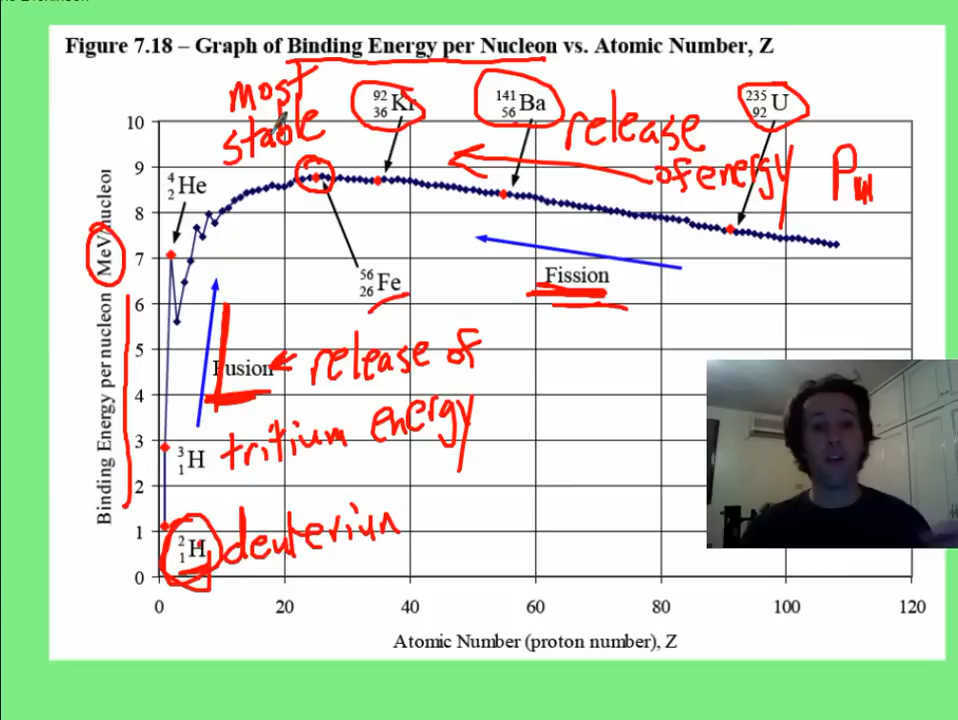 Figure 7.18 – Graph of Binding Energy per Nucleon vs. Atomic Number, Z
most
stable
92 36 Kr
141 56 Ba
235 92 U
release
of energy
4 2 He
56 26 Fe
Fission
Fusion
release of
energy
3 1 H
tritium
2 1 H
deuterium
Binding Energy per nucleon MeV/nucleon
10
9
8
7
6
5
4
3
2
1
0
0 20 40 60 80 100 120
Atomic Number (proton number), Z